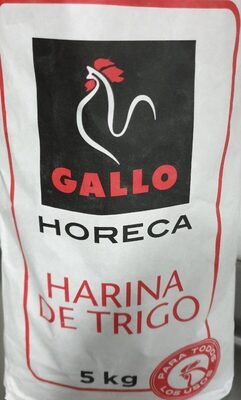 GALLO
HORECA
HARINA
DE TRIGO
5 kg
PARA TODOS
LOS USOS